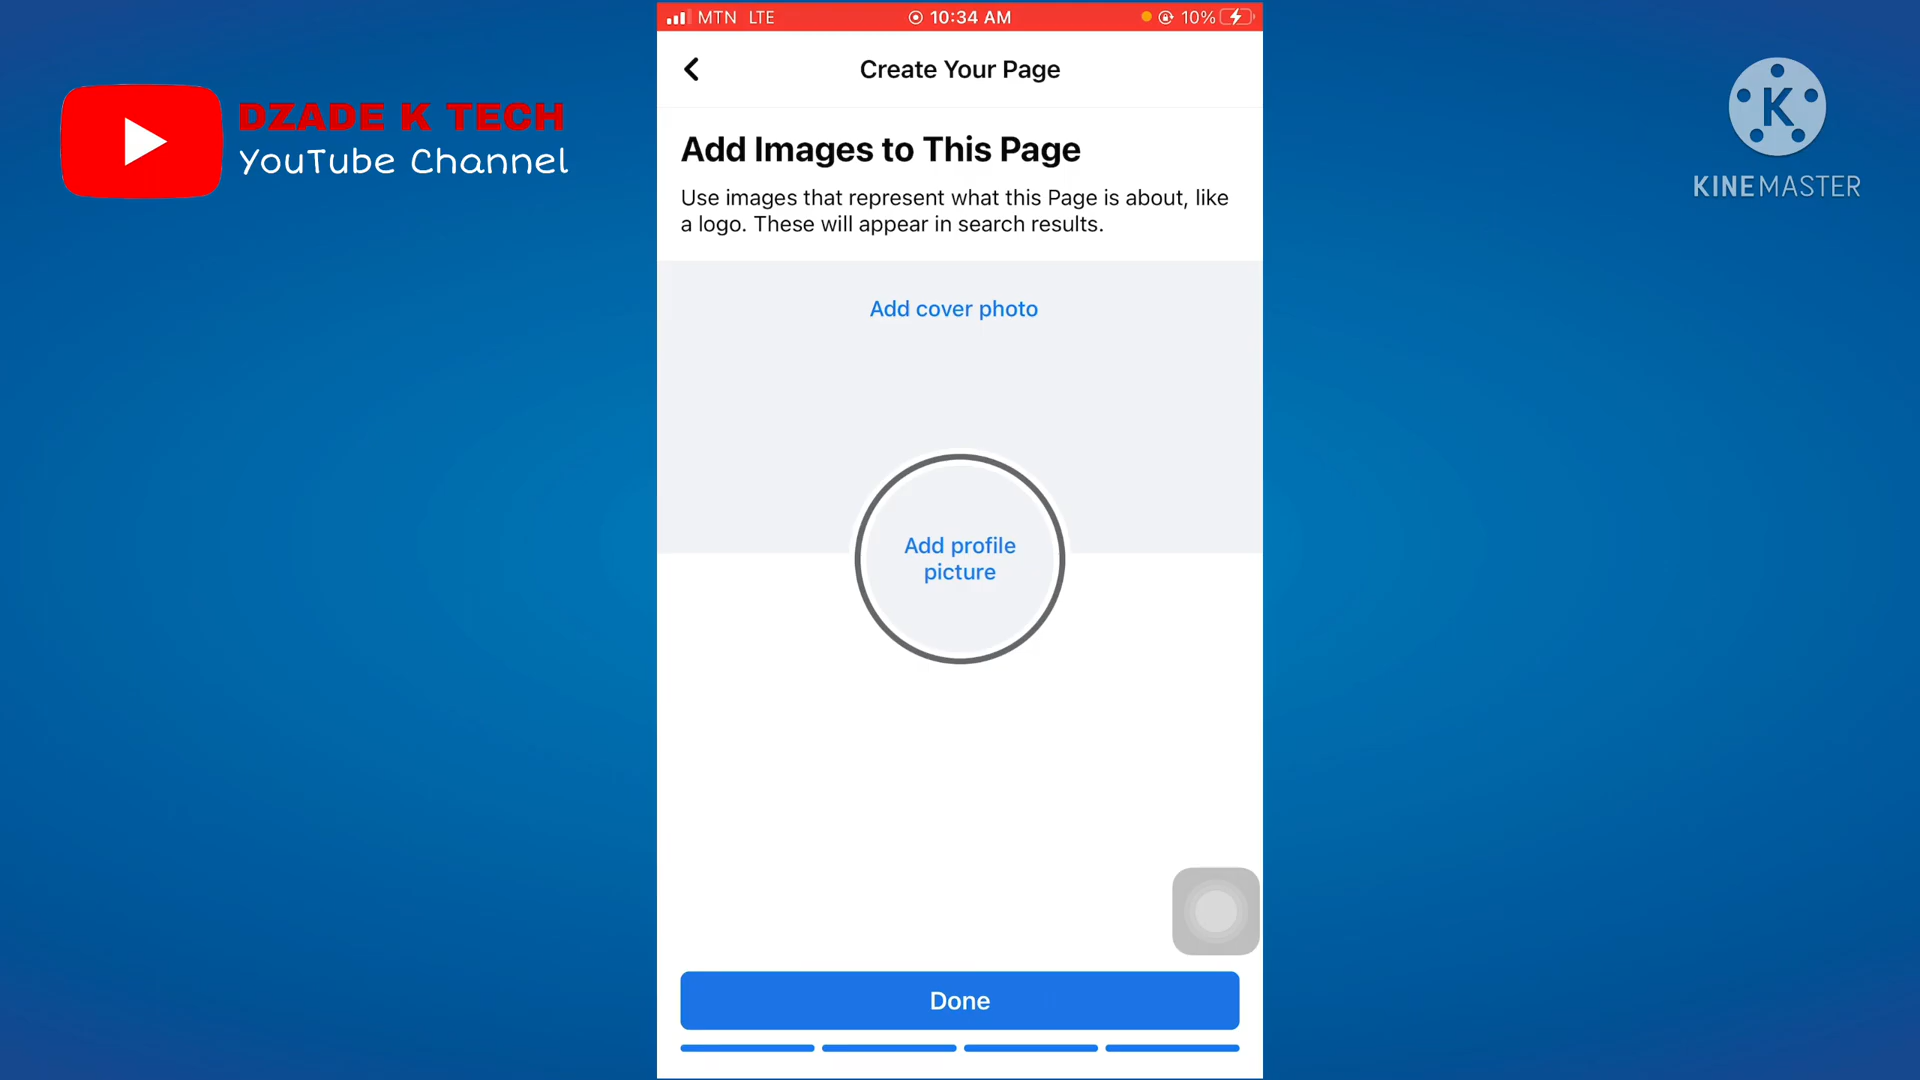 MTN LTE 10:34 AM 10%
DZADE K TECH
YouTube Channel
K
KINEMASTER
Create Your Page
Add Images to This Page
Use images that represent what this Page is about, like
a logo. These will appear in search results.
Add cover photo
Add profile
picture
Done